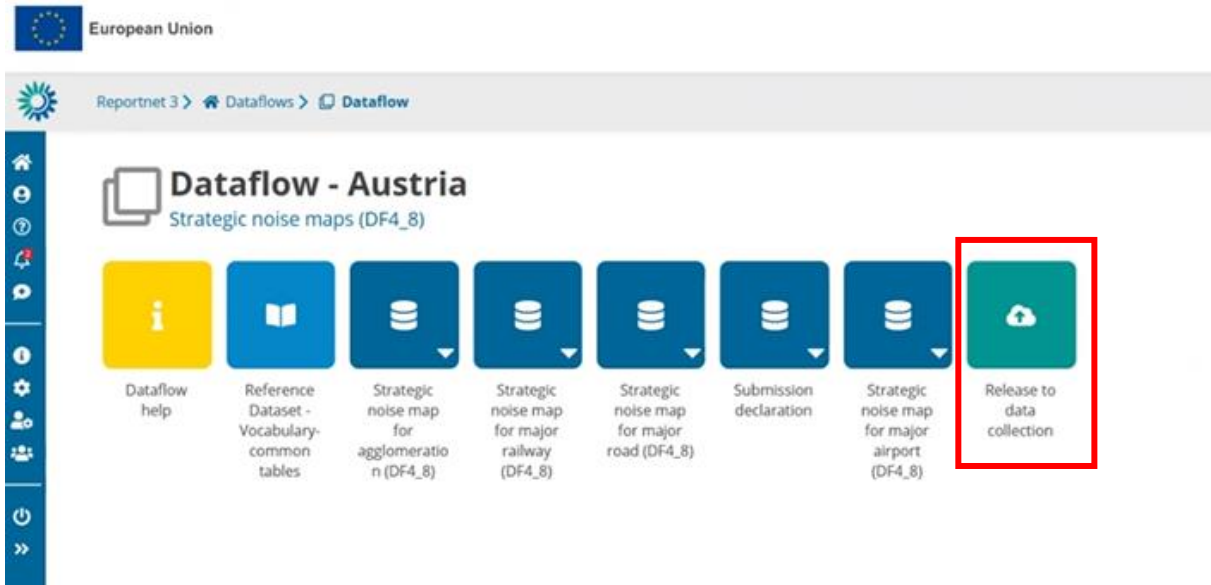 European Union
Reportnet 3 > Dataflows > Dataflow
Dataflow - Austria
Strategic noise maps (DF4_8)
Dataflow
help
Reference
Dataset -
Vocabulary-
common
tables
Strategic
noise map
for
agglomeratio
n (DF4_8)
Strategic
noise map
for major
railway
(DF4_8)
Strategic
noise map
for major
road (DF4_8)
Submission
declaration
Strategic
noise map
for major
airport
(DF4_8)
Release to
data
collection